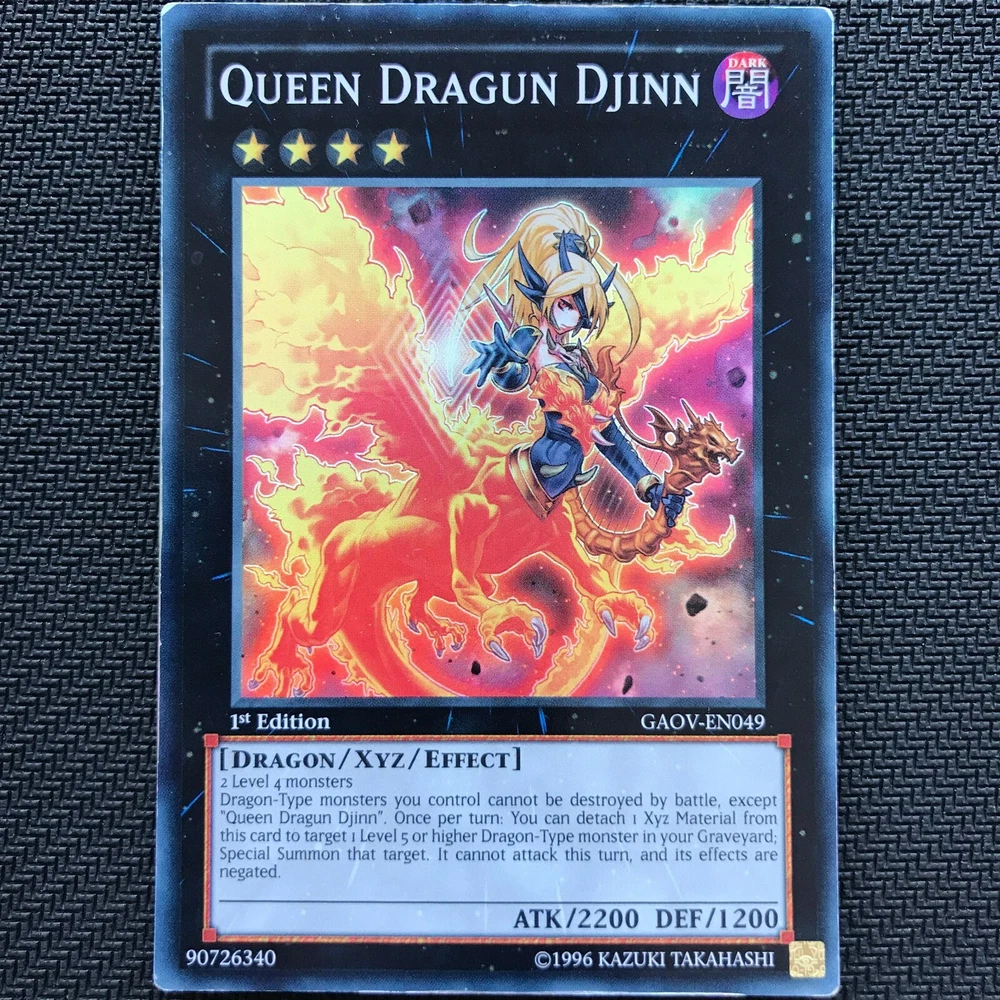 QUEEN DRAGUN DJINN
DARK
闇
1st Edition
GAOV-EN049
[DRAGON/XYZ/EFFECT]
2 Level 4 monsters
Dragon-Type monsters you control cannot be destroyed by battle, except
"Queen Dragun Djinn". Once per turn: You can detach 1 Xyz Material from
this card to target 1 Level 5 or higher Dragon-Type monster in your Graveyard;
Special Summon that target. It cannot attack this turn, and its effects are
negated.
ATK/2200 DEF/1200
90726340
©1996 KAZUKI TAKAHASHI